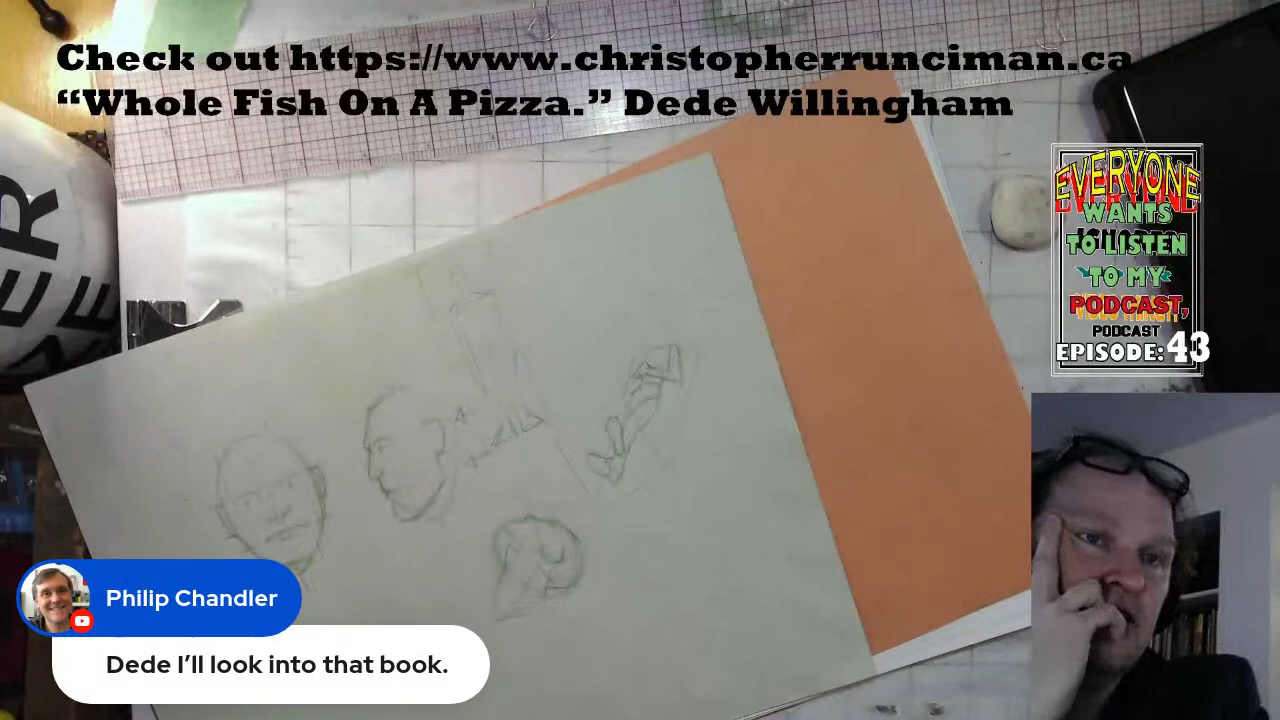 Check out https://www.christopherrunciman.ca
“Whole Fish On A Pizza.” Dede Willingham
EVERYONE
WANTS
TO LISTEN
TO MY
PODCAST,
PODCAST
EPISODE:43
Philip Chandler
Dede I’ll look into that book.